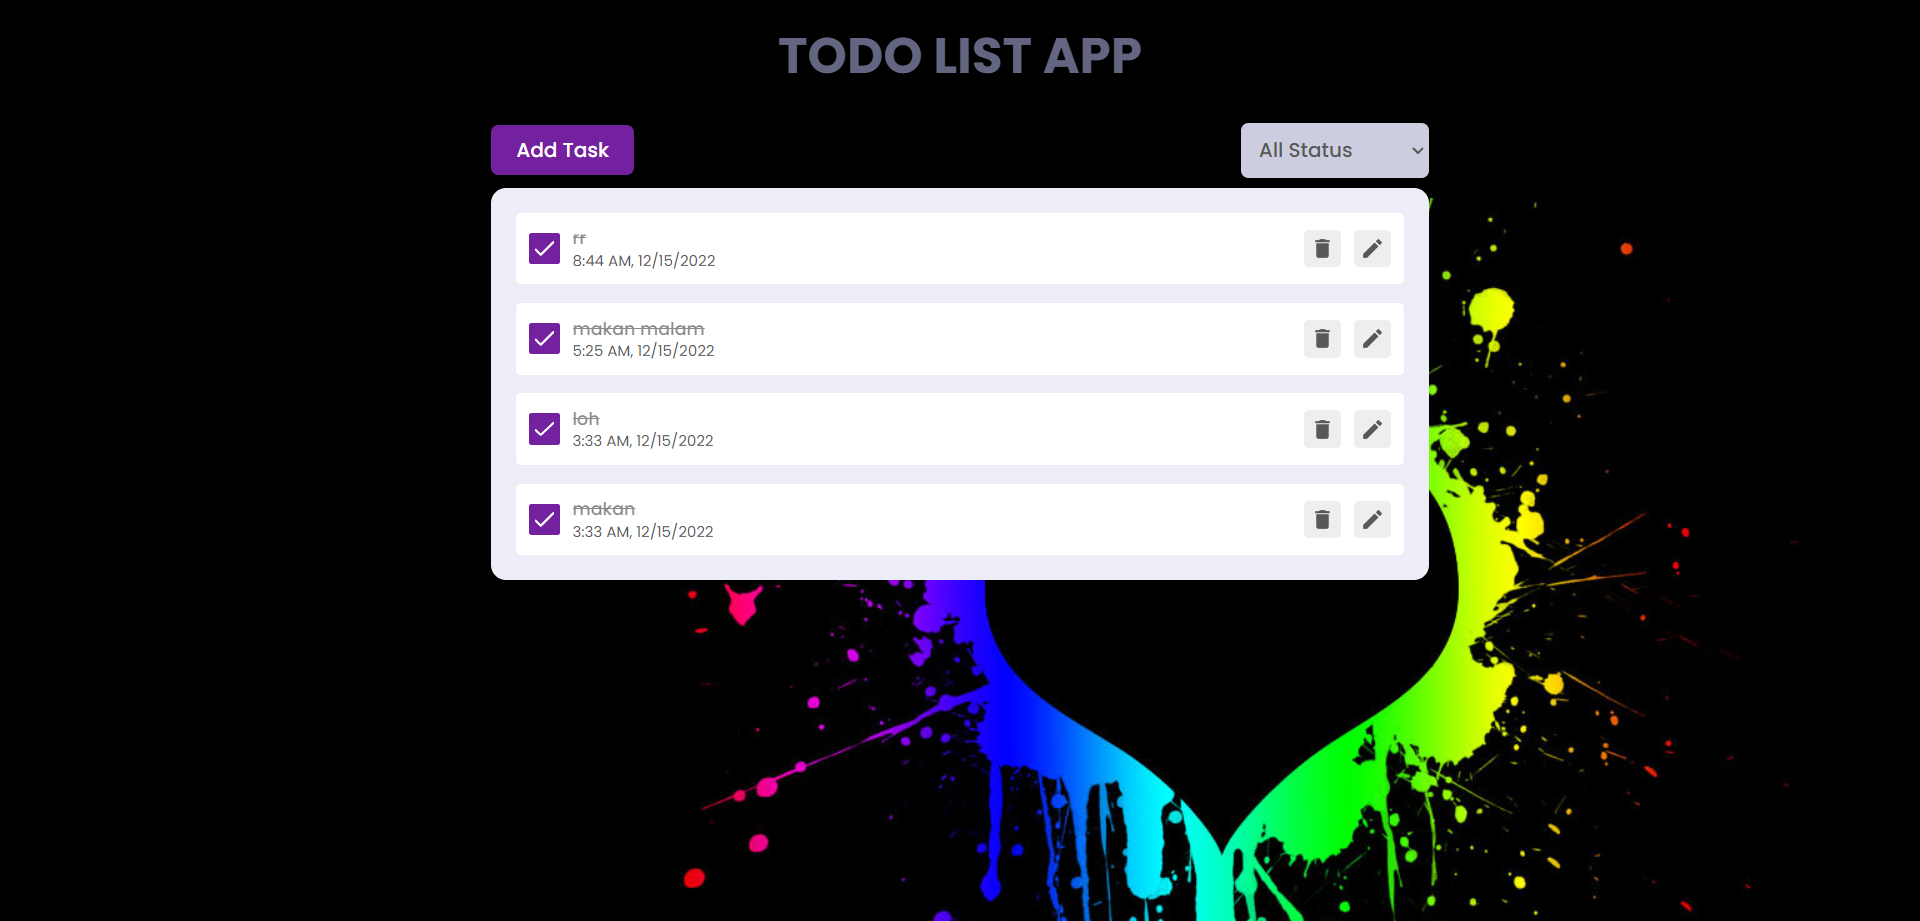 TODO LIST APP
Add Task
All Status
rr
8:44 AM, 12/15/2022
makan malam
5:25 AM, 12/15/2022
loh
3:33 AM, 12/15/2022
makan
3:33 AM, 12/15/2022